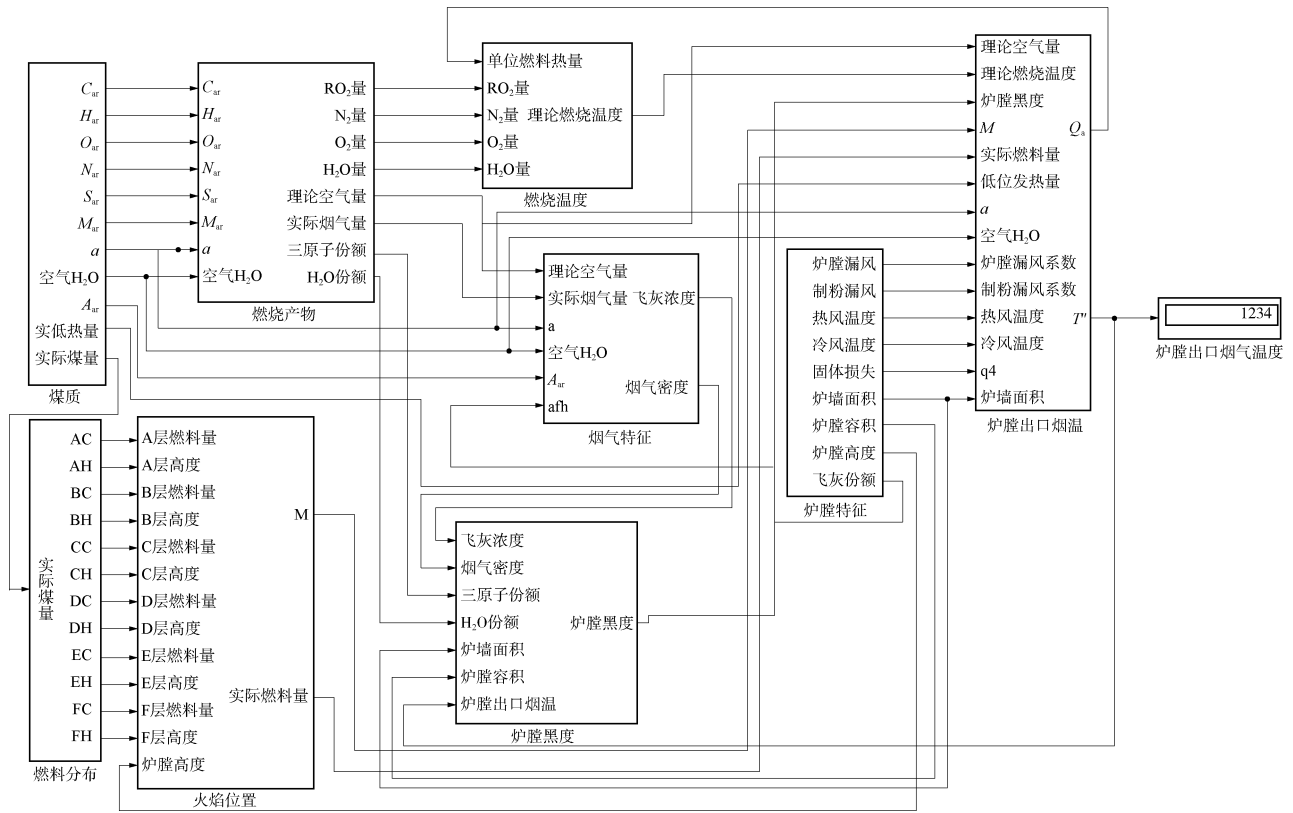 C_ar
H_ar
O_ar
N_ar
S_ar
M_ar
a
空气H₂O
A_ar
实低热量
实际煤量
煤质
C_ar
H_ar
O_ar
N_ar
S_ar
M_ar
a
空气H₂O
RO₂量
N₂量
O₂量
H₂O量
理论空气量
实际烟气量
三原子份额
H₂O份额
燃烧产物
单位燃料热量
RO₂量
N₂量 理论燃烧温度
O₂量
H₂O量
燃烧温度
理论空气量
实际烟气量 飞灰浓度
a
空气H₂O
A_ar
烟气密度
afh
烟气特征
理论空气量
理论燃烧温度
炉膛黑度
M
Q_a
实际燃料量
低位发热量
a
空气H₂O
炉膛漏风系数
制粉漏风系数
热风温度
T"
冷风温度
q4
炉墙面积
炉膛出口烟温
1234
炉膛出口烟气温度
炉膛漏风
制粉漏风
热风温度
冷风温度
固体损失
炉墙面积
炉膛容积
炉膛高度
飞灰份额
炉膛特征
实际煤量
AC
AH
BC
BH
CC
CH
DC
DH
EC
EH
FC
FH
燃料分布
A层燃料量
A层高度
B层燃料量
B层高度
C层燃料量
C层高度
D层燃料量
D层高度
E层燃料量
E层高度
F层燃料量
F层高度
炉膛高度
M
实际燃料量
火焰位置
飞灰浓度
烟气密度
三原子份额
H₂O份额
炉膛黑度
炉墙面积
炉膛容积
炉膛出口烟温
炉膛黑度